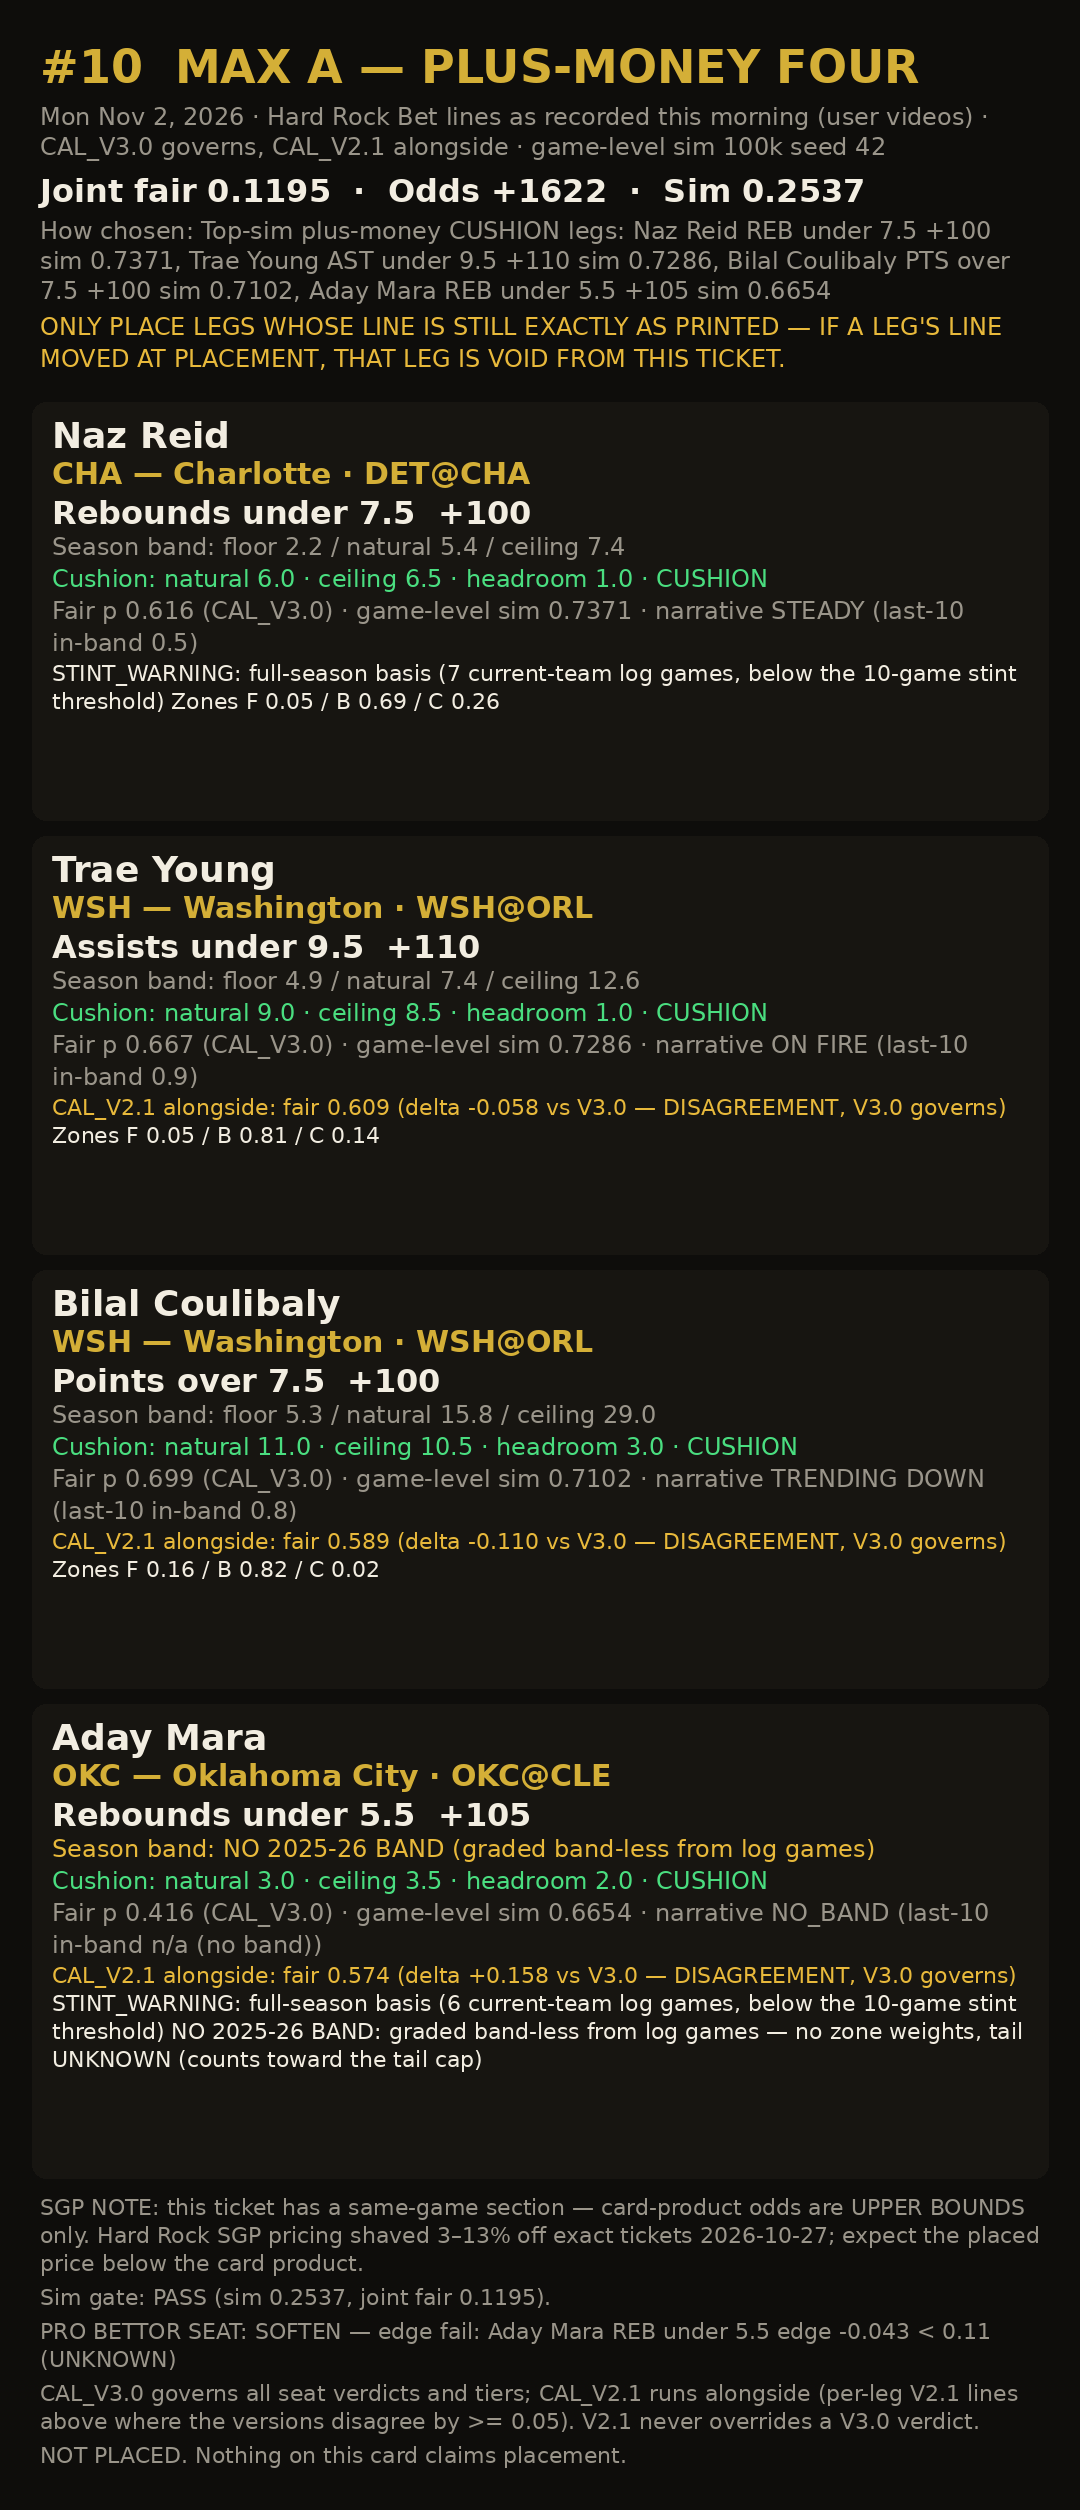 #10  MAX A — PLUS-MONEY FOUR
Mon Nov 2, 2026 · Hard Rock Bet lines as recorded this morning (user videos) ·
CAL_V3.0 governs, CAL_V2.1 alongside · game-level sim 100k seed 42
Joint fair 0.1195  ·  Odds +1622  ·  Sim 0.2537
How chosen: Top-sim plus-money CUSHION legs: Naz Reid REB under 7.5 +100
sim 0.7371, Trae Young AST under 9.5 +110 sim 0.7286, Bilal Coulibaly PTS over
7.5 +100 sim 0.7102, Aday Mara REB under 5.5 +105 sim 0.6654
ONLY PLACE LEGS WHOSE LINE IS STILL EXACTLY AS PRINTED — IF A LEG'S LINE
MOVED AT PLACEMENT, THAT LEG IS VOID FROM THIS TICKET.
Naz Reid
CHA — Charlotte · DET@CHA
Rebounds under 7.5  +100
Season band: floor 2.2 / natural 5.4 / ceiling 7.4
Cushion: natural 6.0 · ceiling 6.5 · headroom 1.0 · CUSHION
Fair p 0.616 (CAL_V3.0) · game-level sim 0.7371 · narrative STEADY (last-10
in-band 0.5)
STINT_WARNING: full-season basis (7 current-team log games, below the 10-game stint
threshold) Zones F 0.05 / B 0.69 / C 0.26
Trae Young
WSH — Washington · WSH@ORL
Assists under 9.5  +110
Season band: floor 4.9 / natural 7.4 / ceiling 12.6
Cushion: natural 9.0 · ceiling 8.5 · headroom 1.0 · CUSHION
Fair p 0.667 (CAL_V3.0) · game-level sim 0.7286 · narrative ON FIRE (last-10
in-band 0.9)
CAL_V2.1 alongside: fair 0.609 (delta -0.058 vs V3.0 — DISAGREEMENT, V3.0 governs)
Zones F 0.05 / B 0.81 / C 0.14
Bilal Coulibaly
WSH — Washington · WSH@ORL
Points over 7.5  +100
Season band: floor 5.3 / natural 15.8 / ceiling 29.0
Cushion: natural 11.0 · ceiling 10.5 · headroom 3.0 · CUSHION
Fair p 0.699 (CAL_V3.0) · game-level sim 0.7102 · narrative TRENDING DOWN
(last-10 in-band 0.8)
CAL_V2.1 alongside: fair 0.589 (delta -0.110 vs V3.0 — DISAGREEMENT, V3.0 governs)
Zones F 0.16 / B 0.82 / C 0.02
Aday Mara
OKC — Oklahoma City · OKC@CLE
Rebounds under 5.5  +105
Season band: NO 2025-26 BAND (graded band-less from log games)
Cushion: natural 3.0 · ceiling 3.5 · headroom 2.0 · CUSHION
Fair p 0.416 (CAL_V3.0) · game-level sim 0.6654 · narrative NO_BAND (last-10
in-band n/a (no band))
CAL_V2.1 alongside: fair 0.574 (delta +0.158 vs V3.0 — DISAGREEMENT, V3.0 governs)
STINT_WARNING: full-season basis (6 current-team log games, below the 10-game stint
threshold) NO 2025-26 BAND: graded band-less from log games — no zone weights, tail
UNKNOWN (counts toward the tail cap)
SGP NOTE: this ticket has a same-game section — card-product odds are UPPER BOUNDS
only. Hard Rock SGP pricing shaved 3–13% off exact tickets 2026-10-27; expect the placed
price below the card product.
Sim gate: PASS (sim 0.2537, joint fair 0.1195).
PRO BETTOR SEAT: SOFTEN — edge fail: Aday Mara REB under 5.5 edge -0.043 < 0.11
(UNKNOWN)
CAL_V3.0 governs all seat verdicts and tiers; CAL_V2.1 runs alongside (per-leg V2.1 lines
above where the versions disagree by >= 0.05). V2.1 never overrides a V3.0 verdict.
NOT PLACED. Nothing on this card claims placement.